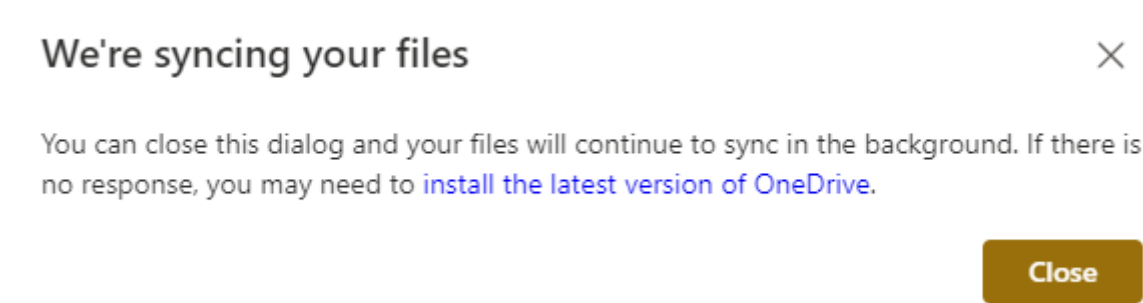 We're syncing your files
You can close this dialog and your files will continue to sync in the background. If there is
no response, you may need to install the latest version of OneDrive.
Close